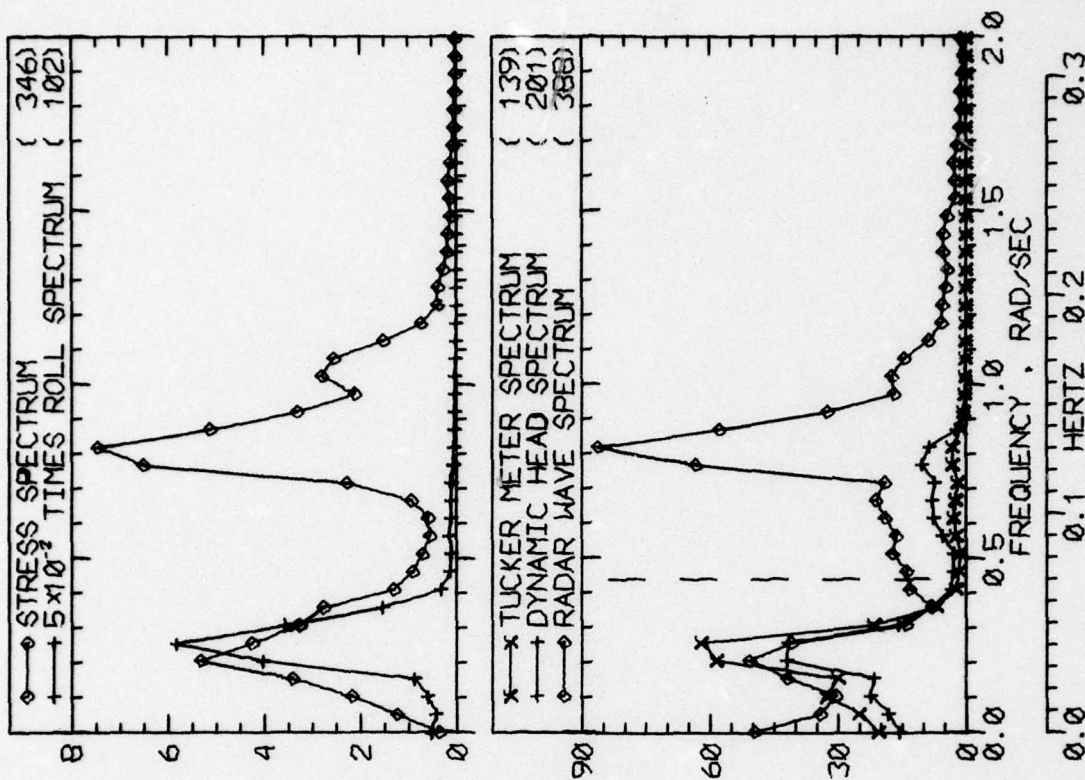 STRESS SPECTRUM ( 346)
5 x10⁻² TIMES ROLL SPECTRUM ( 102)
8
6
4
2
0
TUCKER METER SPECTRUM ( 139)
DYNAMIC HEAD SPECTRUM ( 201)
RADAR WAVE SPECTRUM ( 388)
90
60
30
0
0.0 0.5 1.0 1.5 2.0
FREQUENCY, RAD/SEC
0.0 0.1 0.2 0.3
HERTZ